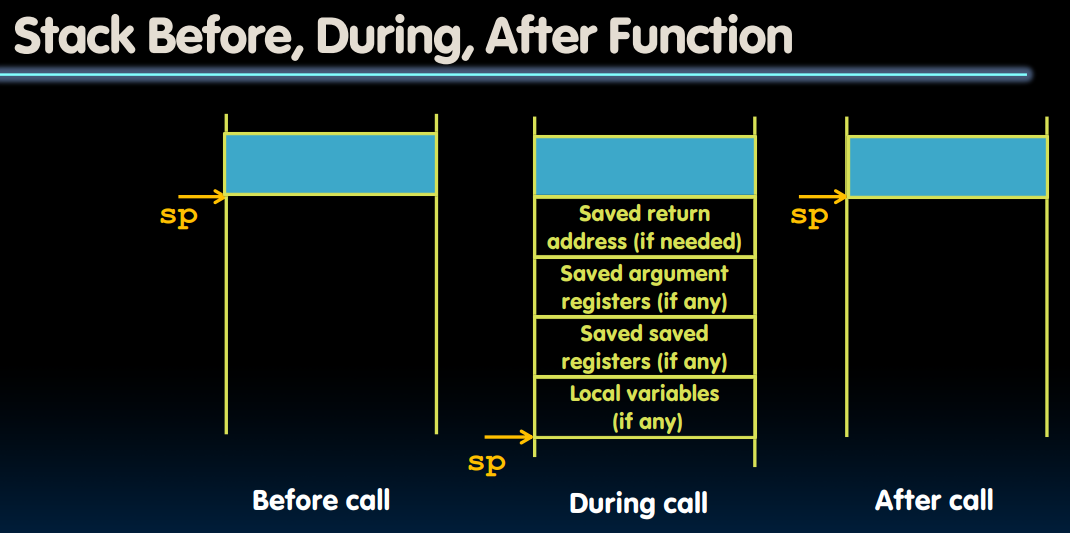 Stack Before, During, After Function
sp
Saved return
address (if needed)
Saved argument
registers (if any)
Saved saved
registers (if any)
Local variables
(if any)
sp
sp
Before call
During call
After call